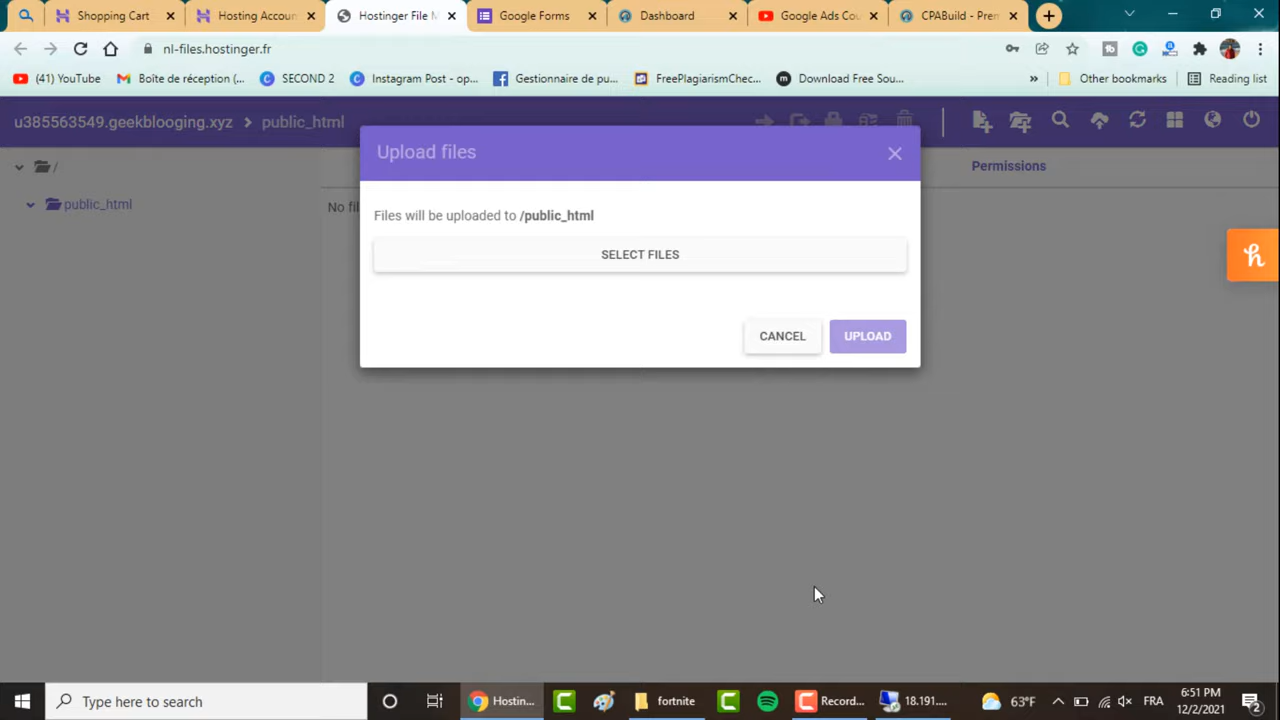 Shopping Cart
Hosting Accoun
Hostinger File M
Google Forms
Dashboard
Google Ads Cou
CPABuild - Prem
nl-files.hostinger.fr
(41) YouTube
Boîte de réception (...
SECOND 2
Instagram Post - op...
Gestionnaire de pu...
FreePlagiarismChec...
Download Free Sou...
»
Other bookmarks
Reading list
u385563549.geekblooging.xyz > public_html
Upload files
/
Permissions
public_html
No fil
Files will be uploaded to /public_html
SELECT FILES
CANCEL
UPLOAD
Type here to search
Hostin...
fortnite
Record...
18.191....
63°F
FRA
6:51 PM
12/2/2021
2